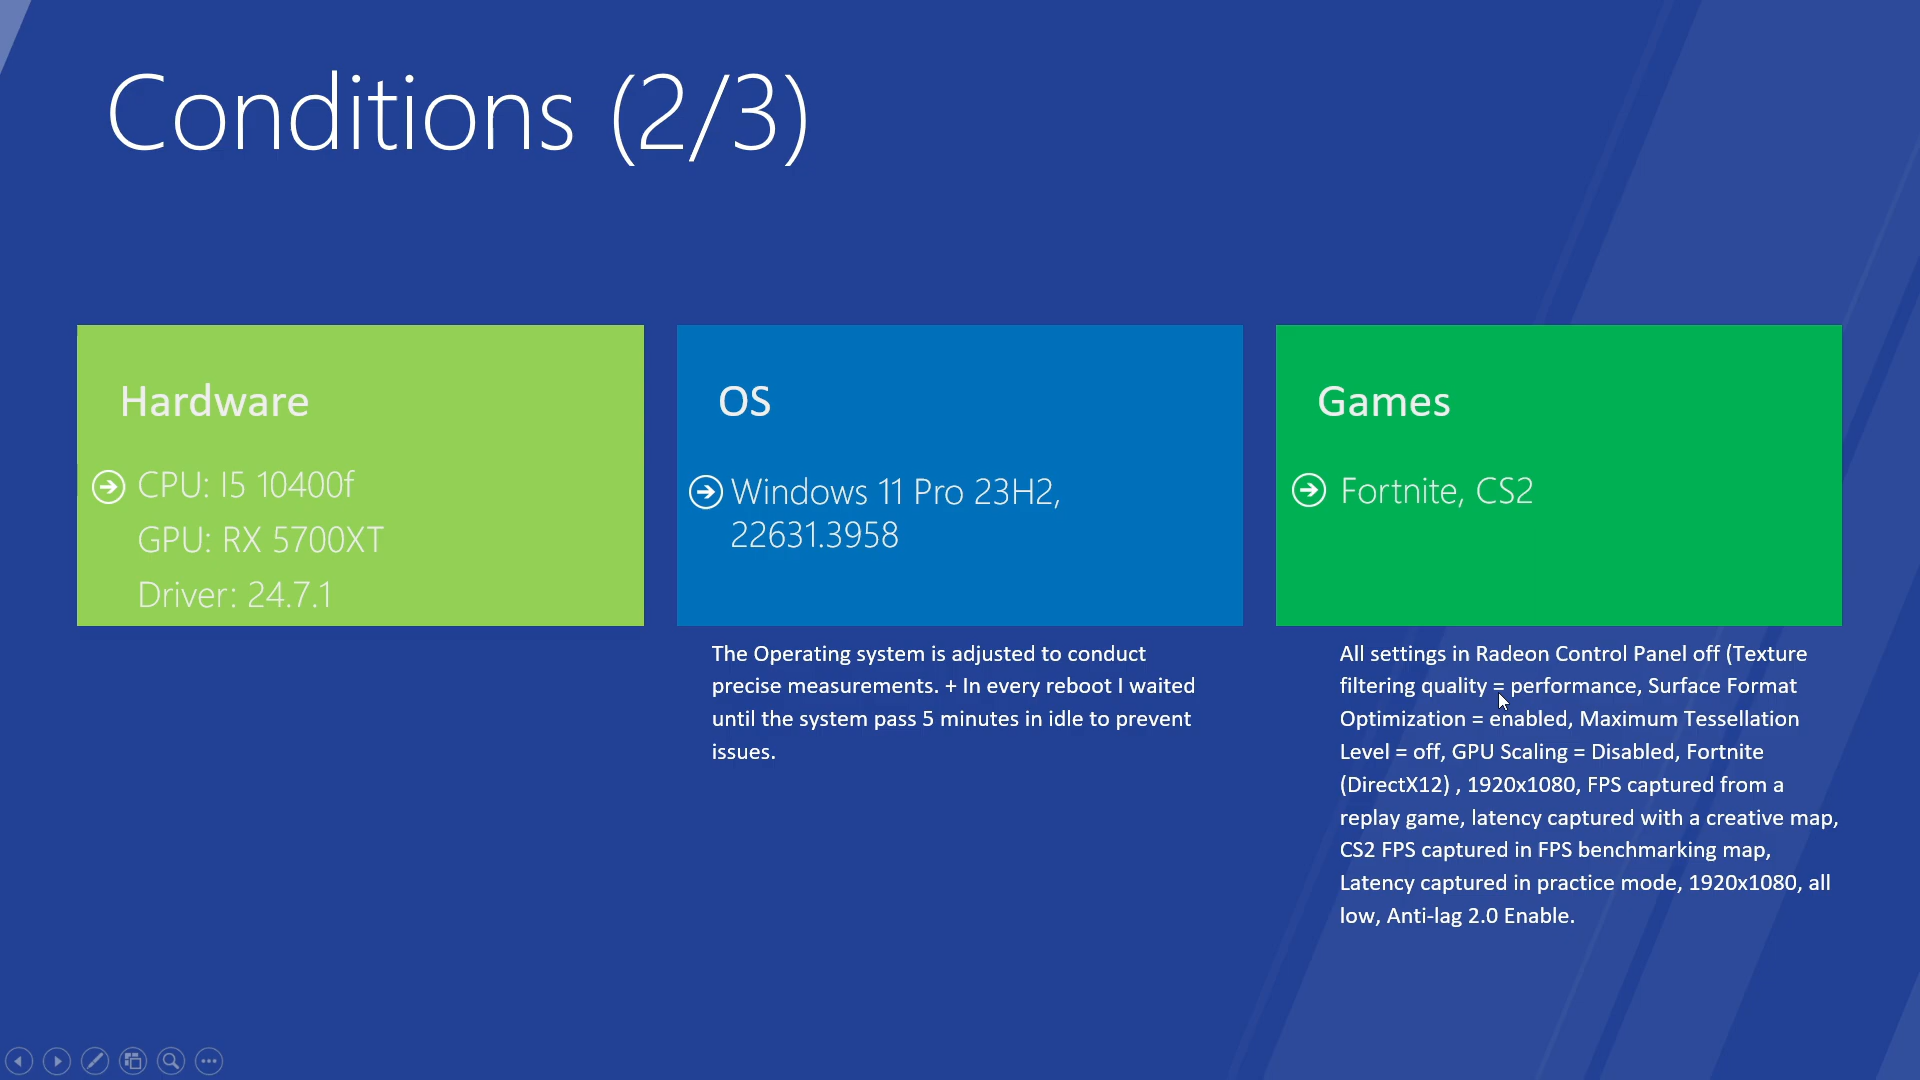 Conditions (2/3)
Hardware
CPU: I5 10400f
GPU: RX 5700XT
Driver: 24.7.1
OS
Windows 11 Pro 23H2,
22631.3958
The Operating system is adjusted to conduct
precise measurements. + In every reboot I waited
until the system pass 5 minutes in idle to prevent
issues.
Games
Fortnite, CS2
All settings in Radeon Control Panel off (Texture
filtering quality = performance, Surface Format
Optimization = enabled, Maximum Tessellation
Level = off, GPU Scaling = Disabled, Fortnite
(DirectX12) , 1920x1080, FPS captured from a
replay game, latency captured with a creative map,
CS2 FPS captured in FPS benchmarking map,
Latency captured in practice mode, 1920x1080, all
low, Anti-lag 2.0 Enable.